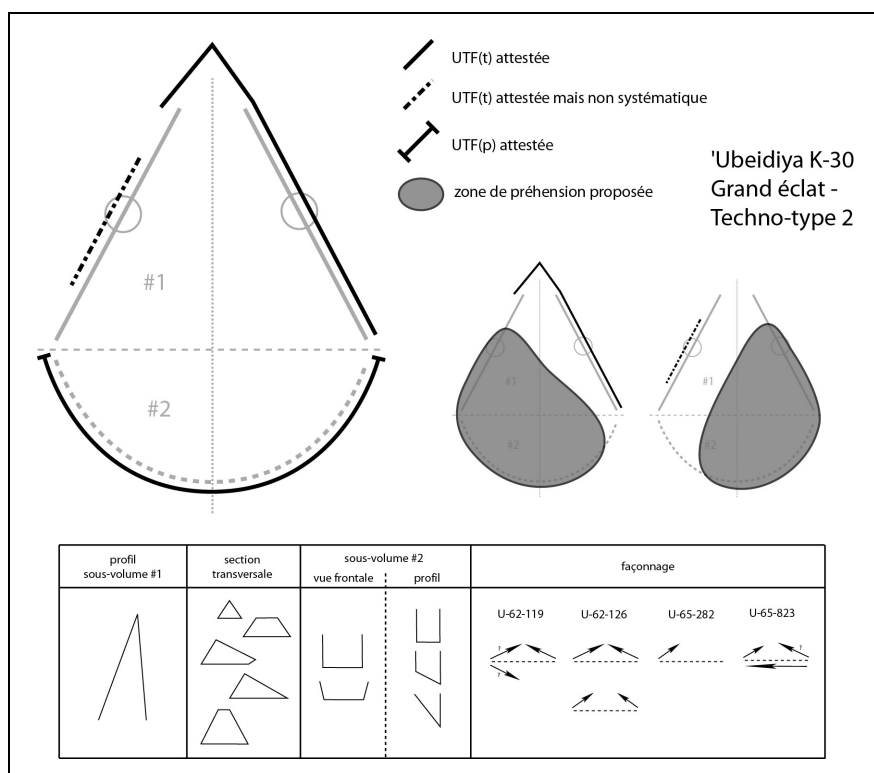 UTF(t) attestée
UTF(t) attestée mais non systématique
UTF(p) attestée
zone de préhension proposée
'Ubeidiya K-30
Grand éclat -
Techno-type 2
#1
#2
#1
#2
#1
#2
profil
sous-volume #1
section
transversale
sous-volume #2
vue frontale
profil
façonnage
U-62-119
U-62-126
U-65-282
U-65-823
?
?
?